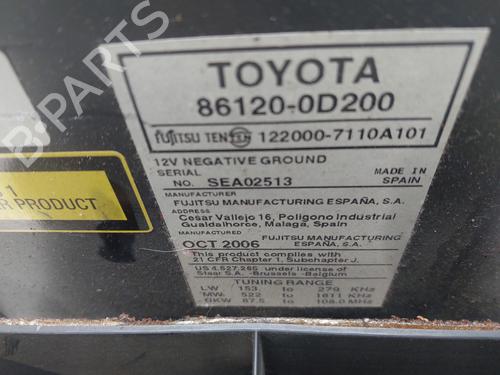 TOYOTA
86120-0D200
FUJITSU TEN TEN 122000-7110A101
12V NEGATIVE GROUND
SERIAL
NO. SEA02513
MADE IN
SPAIN
MANUFACTURER
FUJITSU MANUFACTURING ESPAÑA, S.A.
ADDRESS
Cesar Vallejo 16, Poligono Industrial
Gualdalhorce, Malaga, Spain
MANUFACTURED
OCT 2006
FUJITSU MANUFACTURING
ESPAÑA, S.A.
This product complies with
21 CFR Chapter 1, Subchapter J.
US 4,527,265 under license of
Staar S.A. -Brussels -Belgium
TUNING RANGE
LW 153 to 279 KHz
MW. 522 to 1611 KHz
UKW 87.5 to 108.0 MHz
1
R PRODUCT
B-PARTS